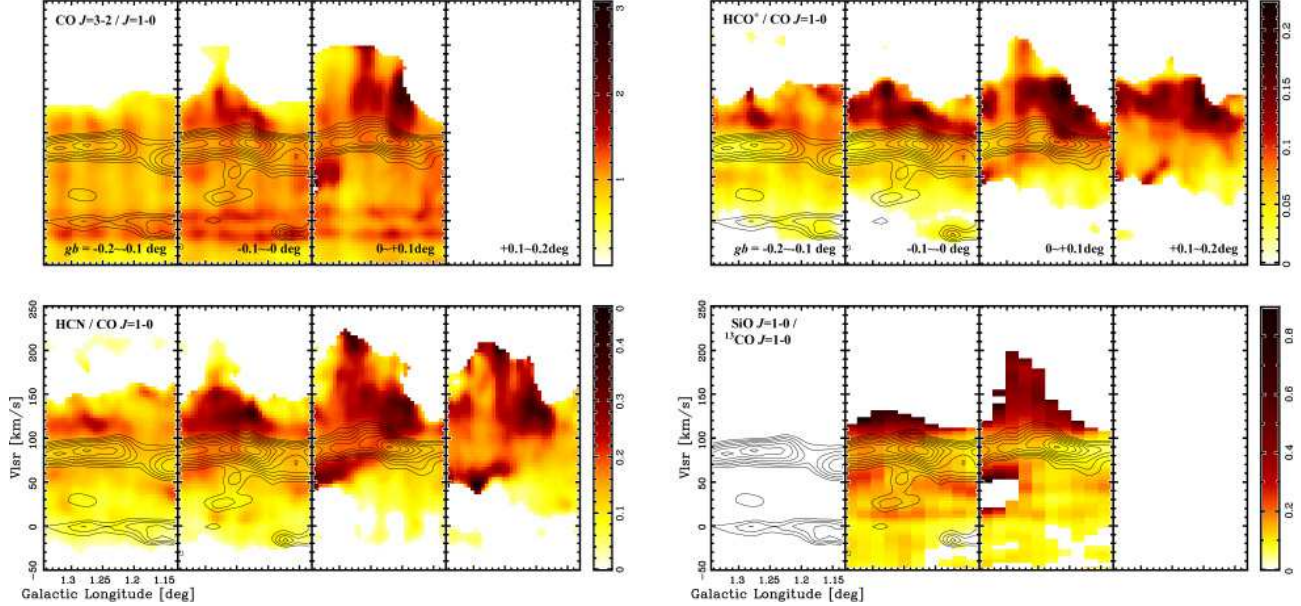 CO J=3-2 / J=1-0
gb = -0.2~-0.1 deg
-0.1~-0 deg
0~+0.1deg
+0.1~-0.2deg
3
2
1
HCO⁺ / CO J=1-0
gb = -0.2~-0.1 deg
-0.1~-0 deg
0~+0.1deg
+0.1~-0.2deg
0.2
0.15
0.1
0.05
0
HCN / CO J=1-0
250
200
150
100
50
0
−50
Vlsr [km/s]
1.3 1.25 1.2 1.15
Galactic Longitude [deg]
0.4
0.3
0.2
0.1
0
SiO J=1-0 /
¹³CO J=1-0
250
200
150
100
50
0
−50
Vlsr [km/s]
1.3 1.25 1.2 1.15
Galactic Longitude [deg]
0.8
0.6
0.4
0.2
0